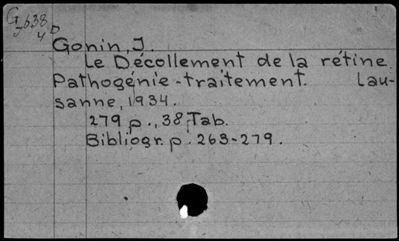 Gonin, J.
Le Décollement de la rétine.
Pathogénie-traitement. Lau-
sanne, 1934.
279 p., 38 Tab.
Bibliogr. p. 263-279.